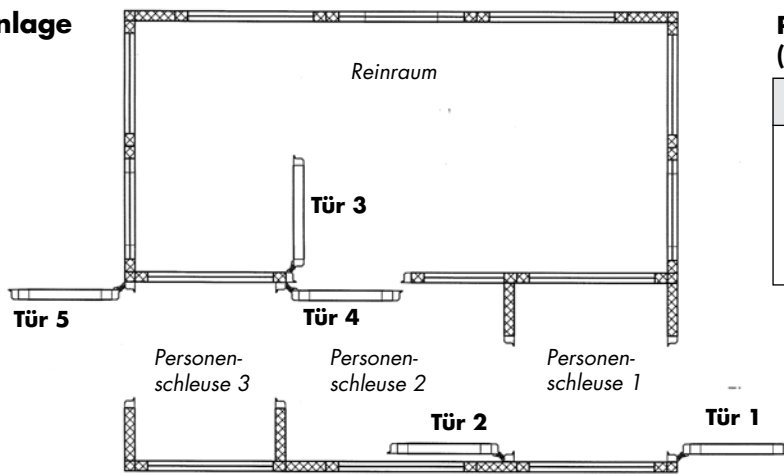 nlage
Reinraum
Tür 3
Tür 5
Tür 4
Personen-
schleuse 3
Personen-
schleuse 2
Personen-
schleuse 1
Tür 2
Tür 1
(